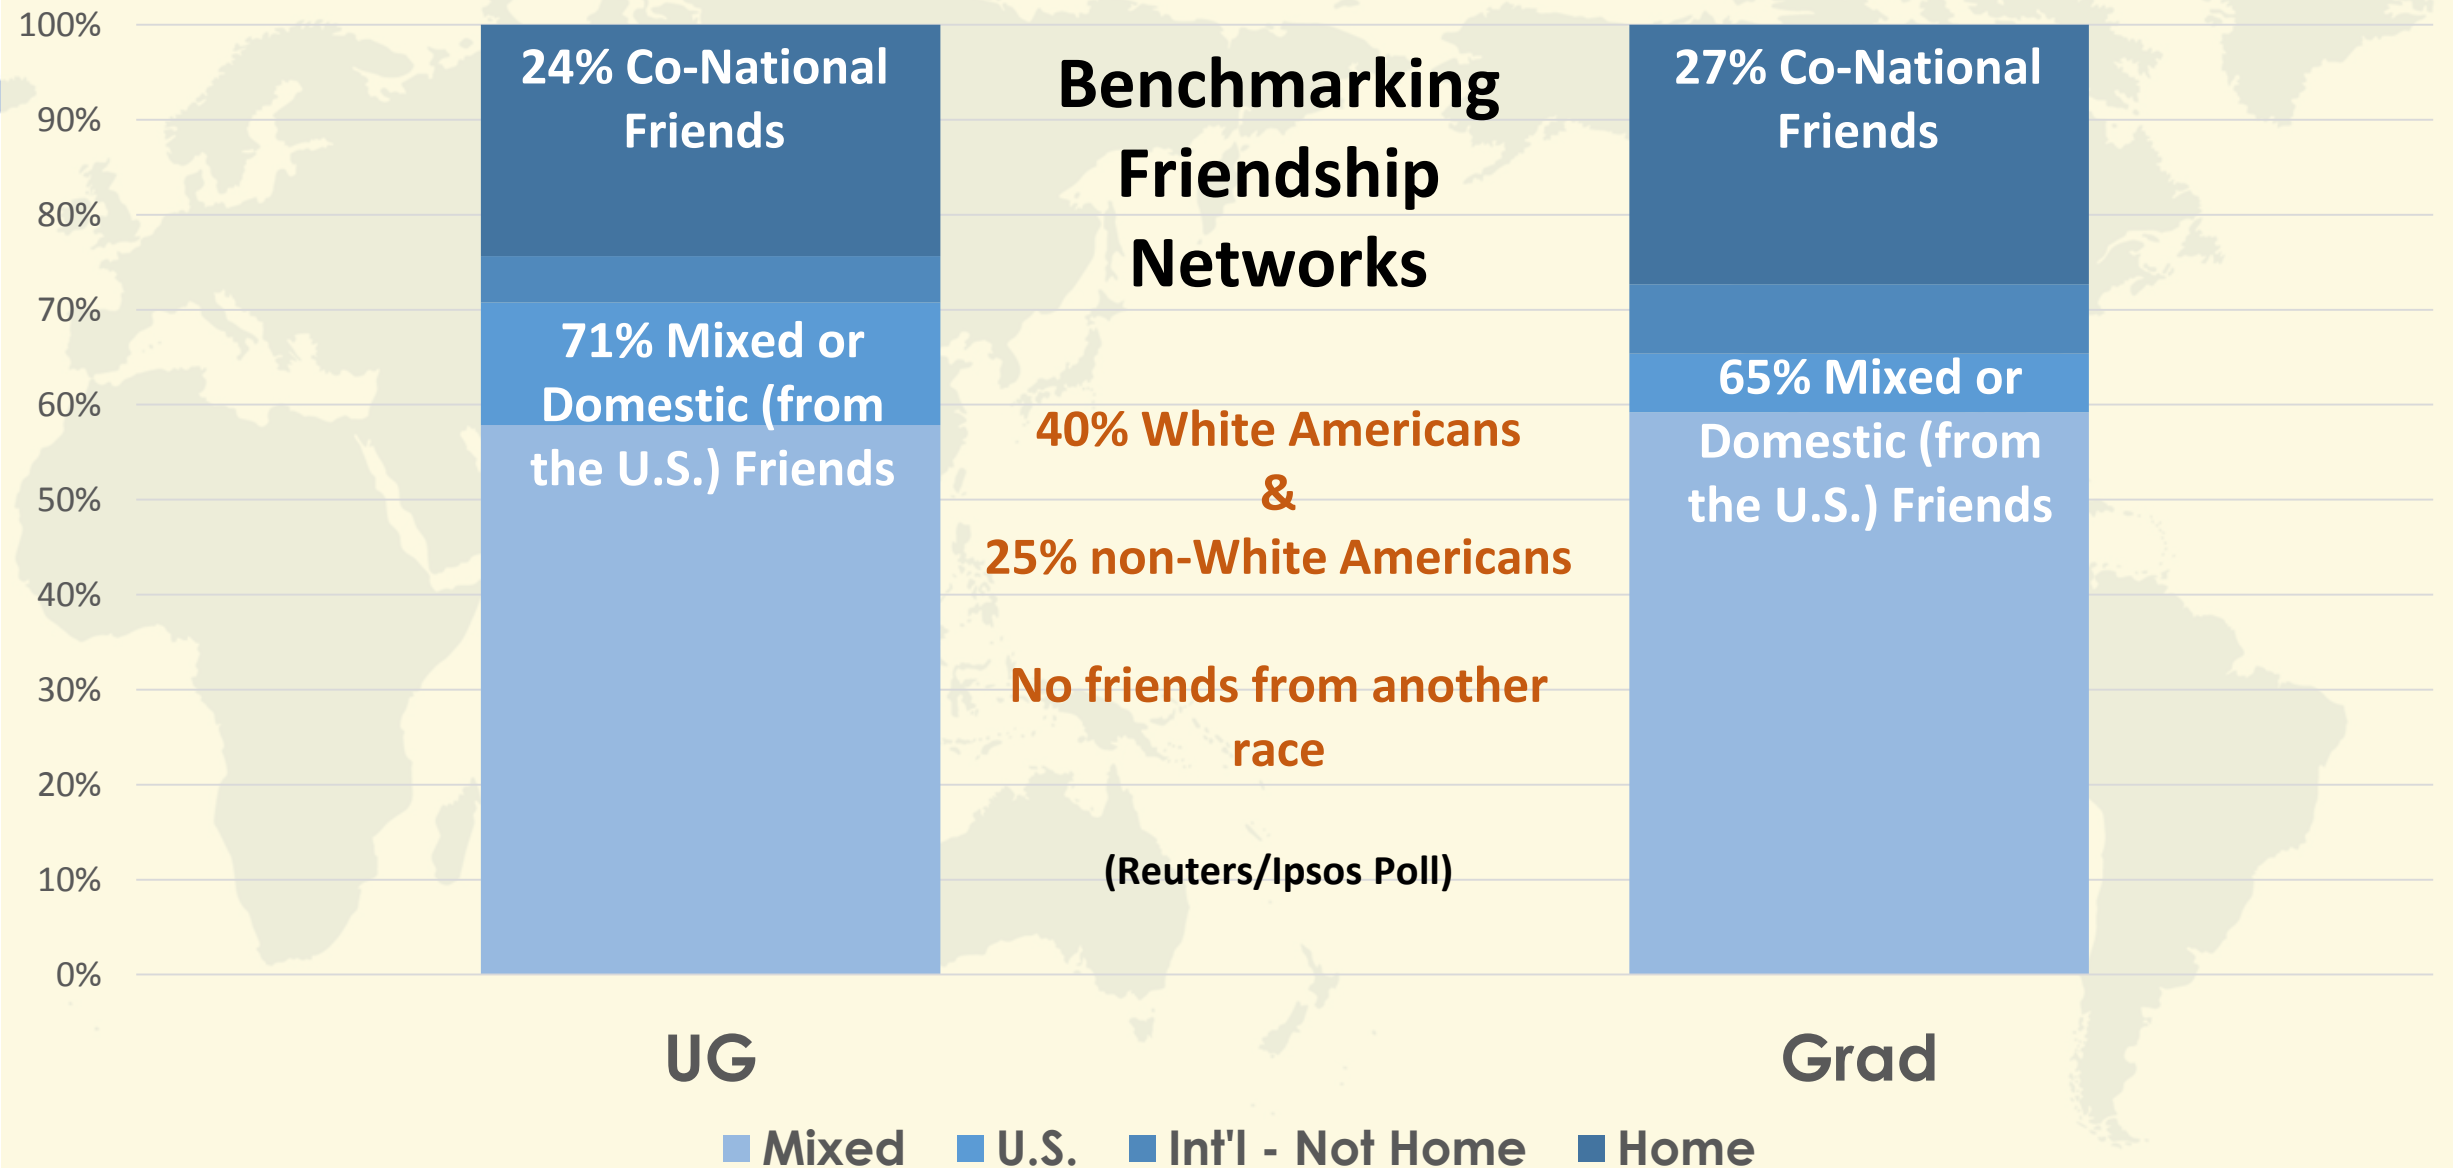 100%
90%
80%
70%
60%
50%
40%
30%
20%
10%
0%
24% Co-National
Friends
71% Mixed or
Domestic (from
the U.S.) Friends
Benchmarking
Friendship
Networks
40% White Americans
&
25% non-White Americans
No friends from another
race
(Reuters/Ipsos Poll)
27% Co-National
Friends
65% Mixed or
Domestic (from
the U.S.) Friends
UG
Grad
Mixed
U.S.
Int'l - Not Home
Home